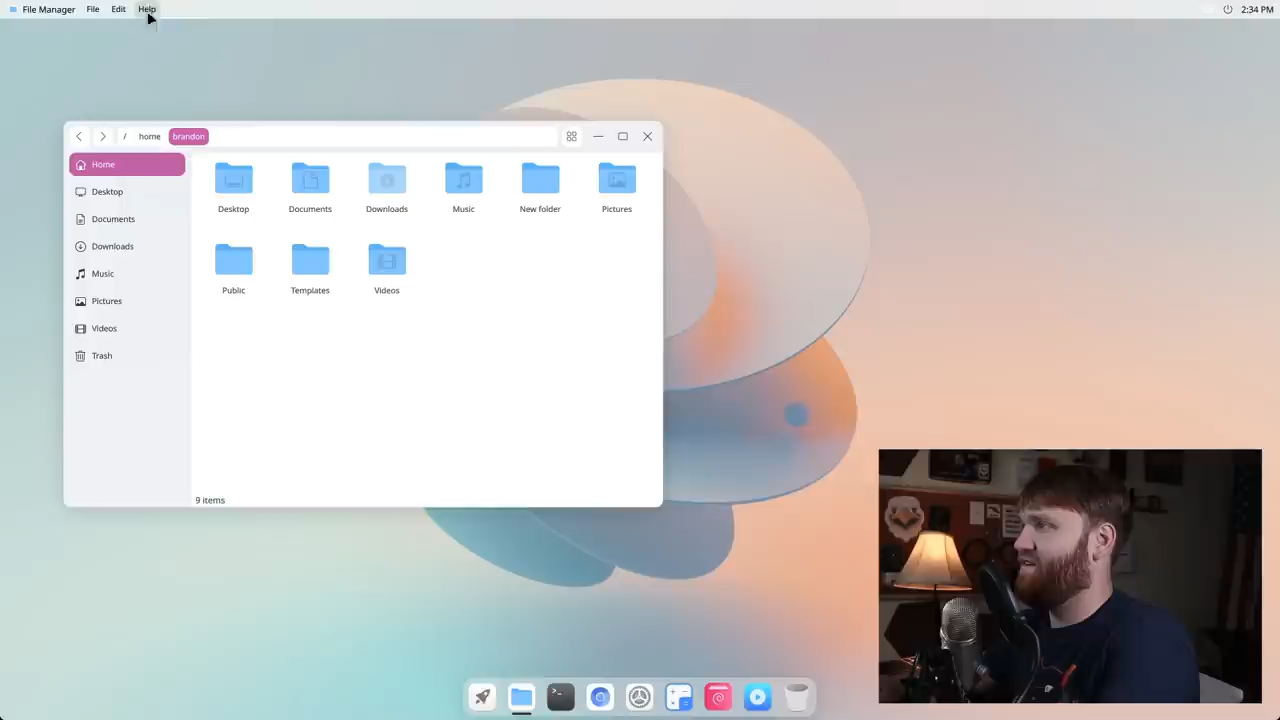 File Manager File Edit Help 2:34 PM
/ home brandon
Home
Desktop
Documents
Downloads
Music
Pictures
Videos
Trash
Desktop Documents Downloads Music New folder Pictures
Public Templates Videos
9 items